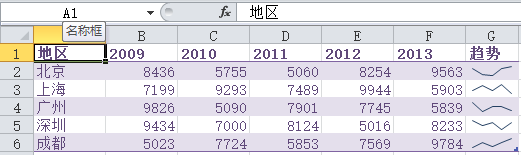 A1 fx 地区
名称框
A B C D E F G
1 地区 2009 2010 2011 2012 2013 趋势
2 北京 8436 5755 5060 8254 9563
3 上海 7199 9293 7489 9944 5903
4 广州 9826 5090 7901 7745 5839
5 深圳 9434 7000 8124 5016 8233
6 成都 5023 7724 5853 7569 9784